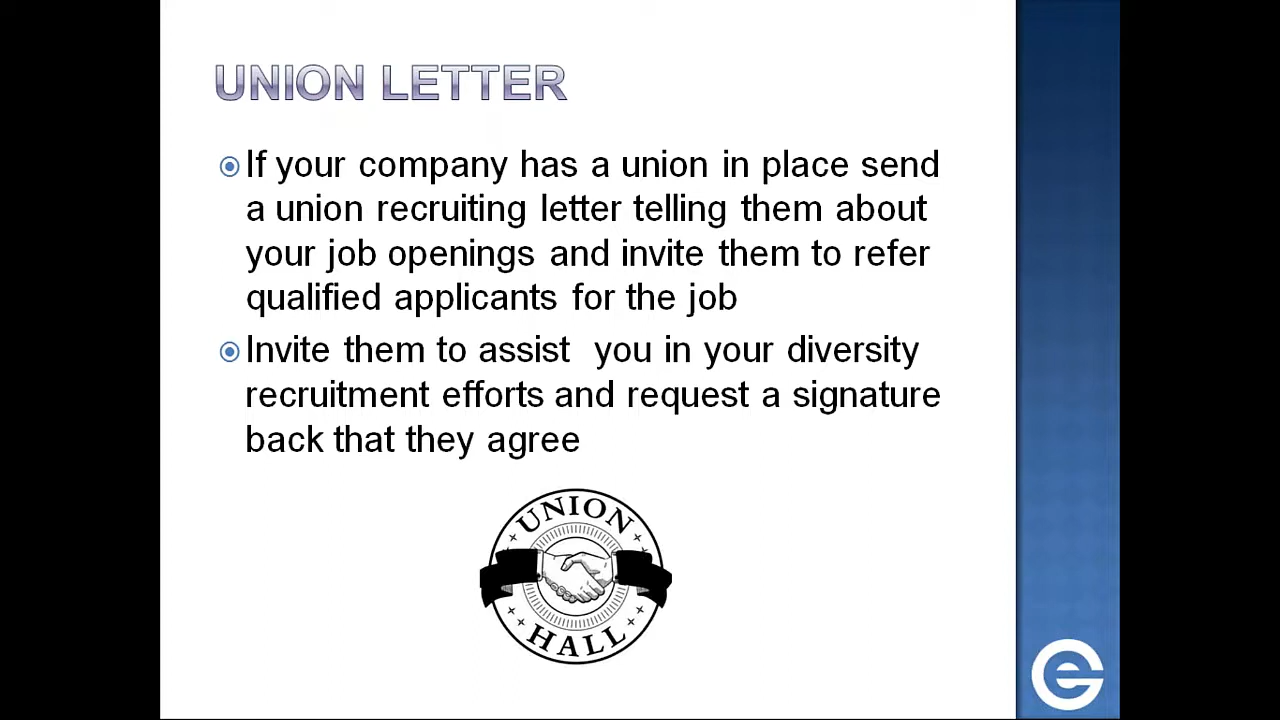 UNION LETTER
If your company has a union in place send
a union recruiting letter telling them about
your job openings and invite them to refer
qualified applicants for the job
Invite them to assist  you in your diversity
recruitment efforts and request a signature
back that they agree
UNION
HALL